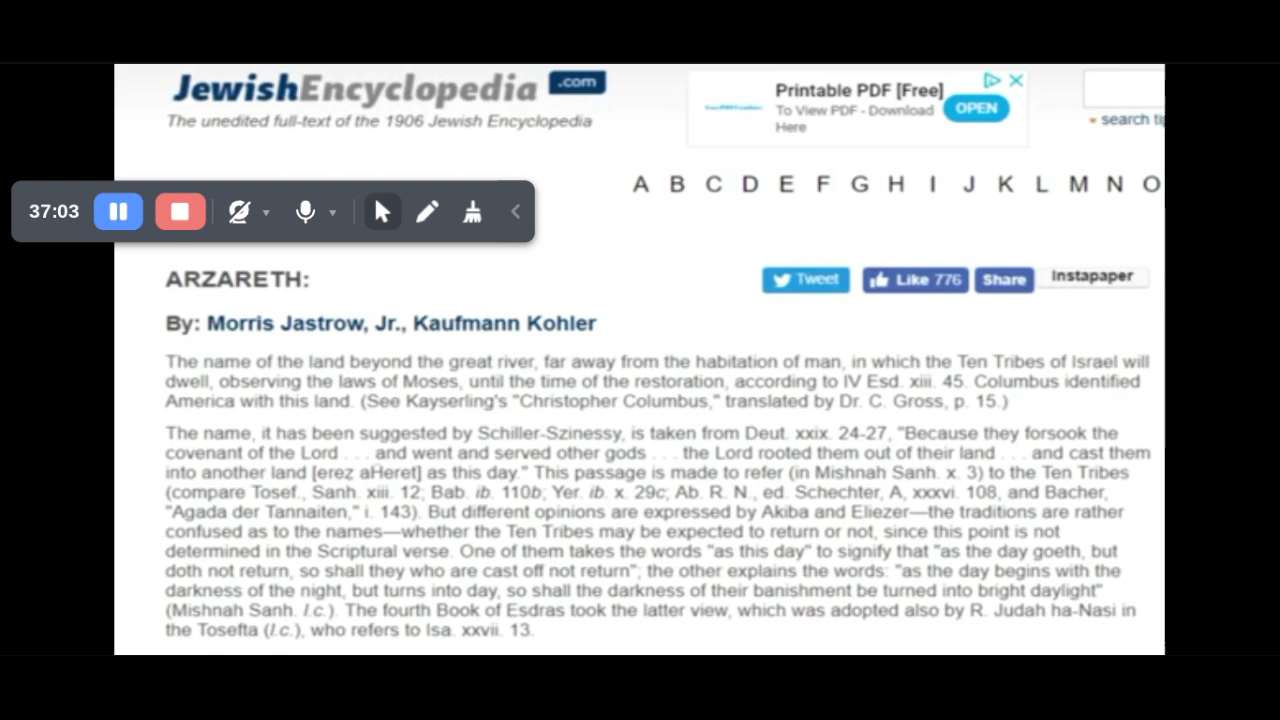 JewishEncyclopedia .com
The unedited full-text of the 1906 Jewish Encyclopedia
Printable PDF [Free]
To View PDF - Download
Here
OPEN
search ti
A B C D E F G H I J K L M N O
37:03
ARZARETH:
Tweet
Like 776
Share
Instapaper
By: Morris Jastrow, Jr., Kaufmann Kohler
The name of the land beyond the great river, far away from the habitation of man, in which the Ten Tribes of Israel will
dwell, observing the laws of Moses, until the time of the restoration, according to IV Esd. xiii. 45. Columbus identified
America with this land. (See Kayserling's "Christopher Columbus," translated by Dr. C. Gross, p. 15.)
The name, it has been suggested by Schiller-Szinessy, is taken from Deut. xxix. 24-27, "Because they forsook the
covenant of the Lord . . . and went and served other gods . . . the Lord rooted them out of their land . . . and cast them
into another land [ereẓ aḤeret] as this day." This passage is made to refer (in Mishnah Sanh. x. 3) to the Ten Tribes
(compare Tosef., Sanh. xiii. 12; Bab. ib. 110b; Yer. ib. x. 29c; Ab. R. N., ed. Schechter, A, xxxvi. 108, and Bacher,
"Agada der Tannaiten," i. 143). But different opinions are expressed by Akiba and Eliezer—the traditions are rather
confused as to the names—whether the Ten Tribes may be expected to return or not, since this point is not
determined in the Scriptural verse. One of them takes the words "as this day" to signify that "as the day goeth, but
doth not return, so shall they who are cast off not return"; the other explains the words: "as the day begins with the
darkness of the night, but turns into day, so shall the darkness of their banishment be turned into bright daylight"
(Mishnah Sanh. l.c.). The fourth Book of Esdras took the latter view, which was adopted also by R. Judah ha-Nasi in
the Tosefta (l.c.), who refers to Isa. xxvii. 13.